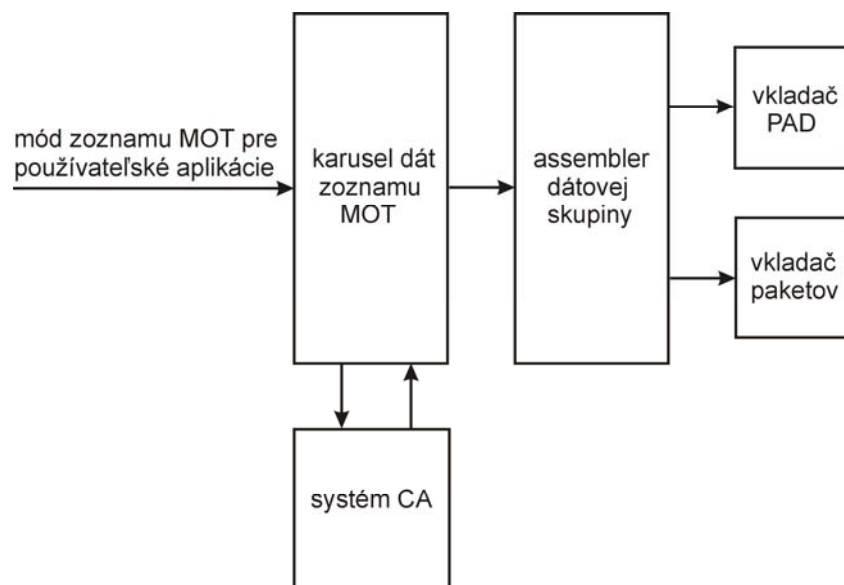 mód zoznamu MOT pre
používateľské aplikácie
karusel dát
zoznamu
MOT
assembler
dátovej
skupiny
vkladač
PAD
vkladač
paketov
systém CA